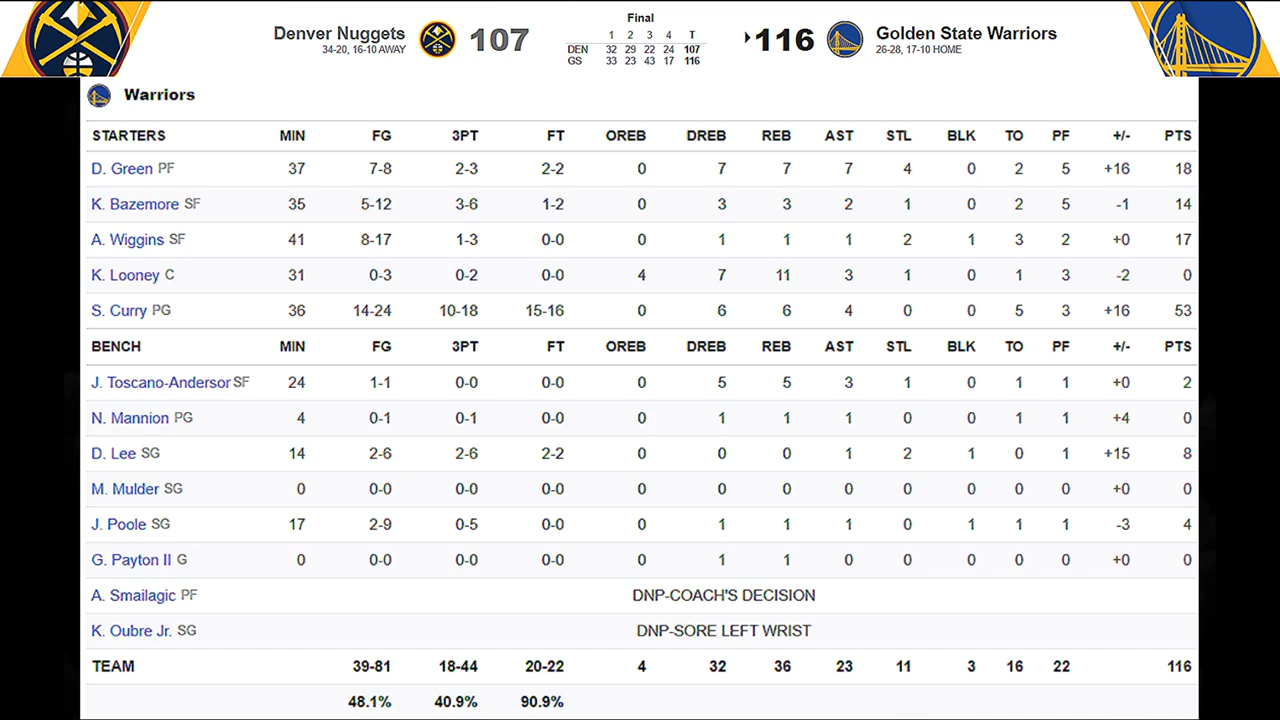 Final
Denver Nuggets 107 116 Golden State Warriors
34-20, 16-10 AWAY 26-28, 17-10 HOME
1 2 3 4 T
DEN 32 29 22 24 107
GS 33 23 43 17 116
Warriors
STARTERS MIN FG 3PT FT OREB DREB REB AST STL BLK TO PF +/- PTS
D. Green PF 37 7-8 2-3 2-2 0 7 7 7 4 0 2 5 +16 18
K. Bazemore SF 35 5-12 3-6 1-2 0 3 3 2 1 0 2 5 -1 14
A. Wiggins SF 41 8-17 1-3 0-0 0 1 1 1 2 1 3 2 +0 17
K. Looney C 31 0-3 0-2 0-0 4 7 11 3 1 0 1 3 -2 0
S. Curry PG 36 14-24 10-18 15-16 0 6 6 4 0 0 5 3 +16 53
BENCH MIN FG 3PT FT OREB DREB REB AST STL BLK TO PF +/- PTS
J. Toscano-Andersor SF 24 1-1 0-0 0-0 0 5 5 3 1 0 1 1 +0 2
N. Mannion PG 4 0-1 0-1 0-0 0 1 1 1 0 0 1 1 +4 0
D. Lee SG 14 2-6 2-6 2-2 0 0 0 1 2 1 0 1 +15 8
M. Mulder SG 0 0-0 0-0 0-0 0 0 0 0 0 0 0 0 +0 0
J. Poole SG 17 2-9 0-5 0-0 0 1 1 1 0 1 1 1 -3 4
G. Payton II G 0 0-0 0-0 0-0 0 1 1 0 0 0 0 0 +0 0
A. Smailagic PF DNP-COACH'S DECISION
K. Oubre Jr. SG DNP-SORE LEFT WRIST
TEAM 39-81 18-44 20-22 4 32 36 23 11 3 16 22 116
48.1% 40.9% 90.9%